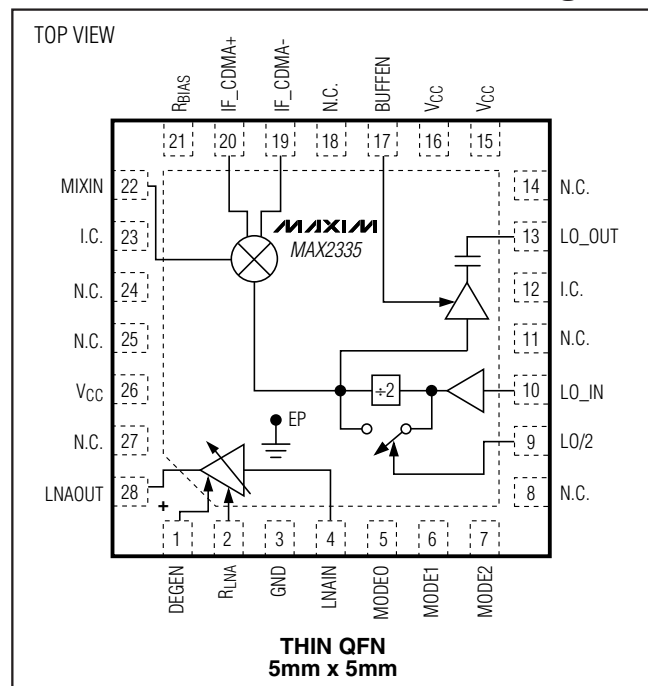 TOP VIEW
RBIAS
IF_CDMA+
IF_CDMA-
N.C.
BUFFEN
VCC
VCC
21
20
19
18
17
16
15
MIXIN
22
I.C.
23
N.C.
24
N.C.
25
VCC
26
N.C.
27
LNAOUT
28
MAXIM
MAX2335
÷2
EP
+
14
N.C.
13
LO_OUT
12
I.C.
11
N.C.
10
LO_IN
9
LO/2
8
N.C.
1
2
3
4
5
6
7
DEGEN
RLNA
GND
LNAIN
MODE0
MODE1
MODE2
THIN QFN
5mm x 5mm